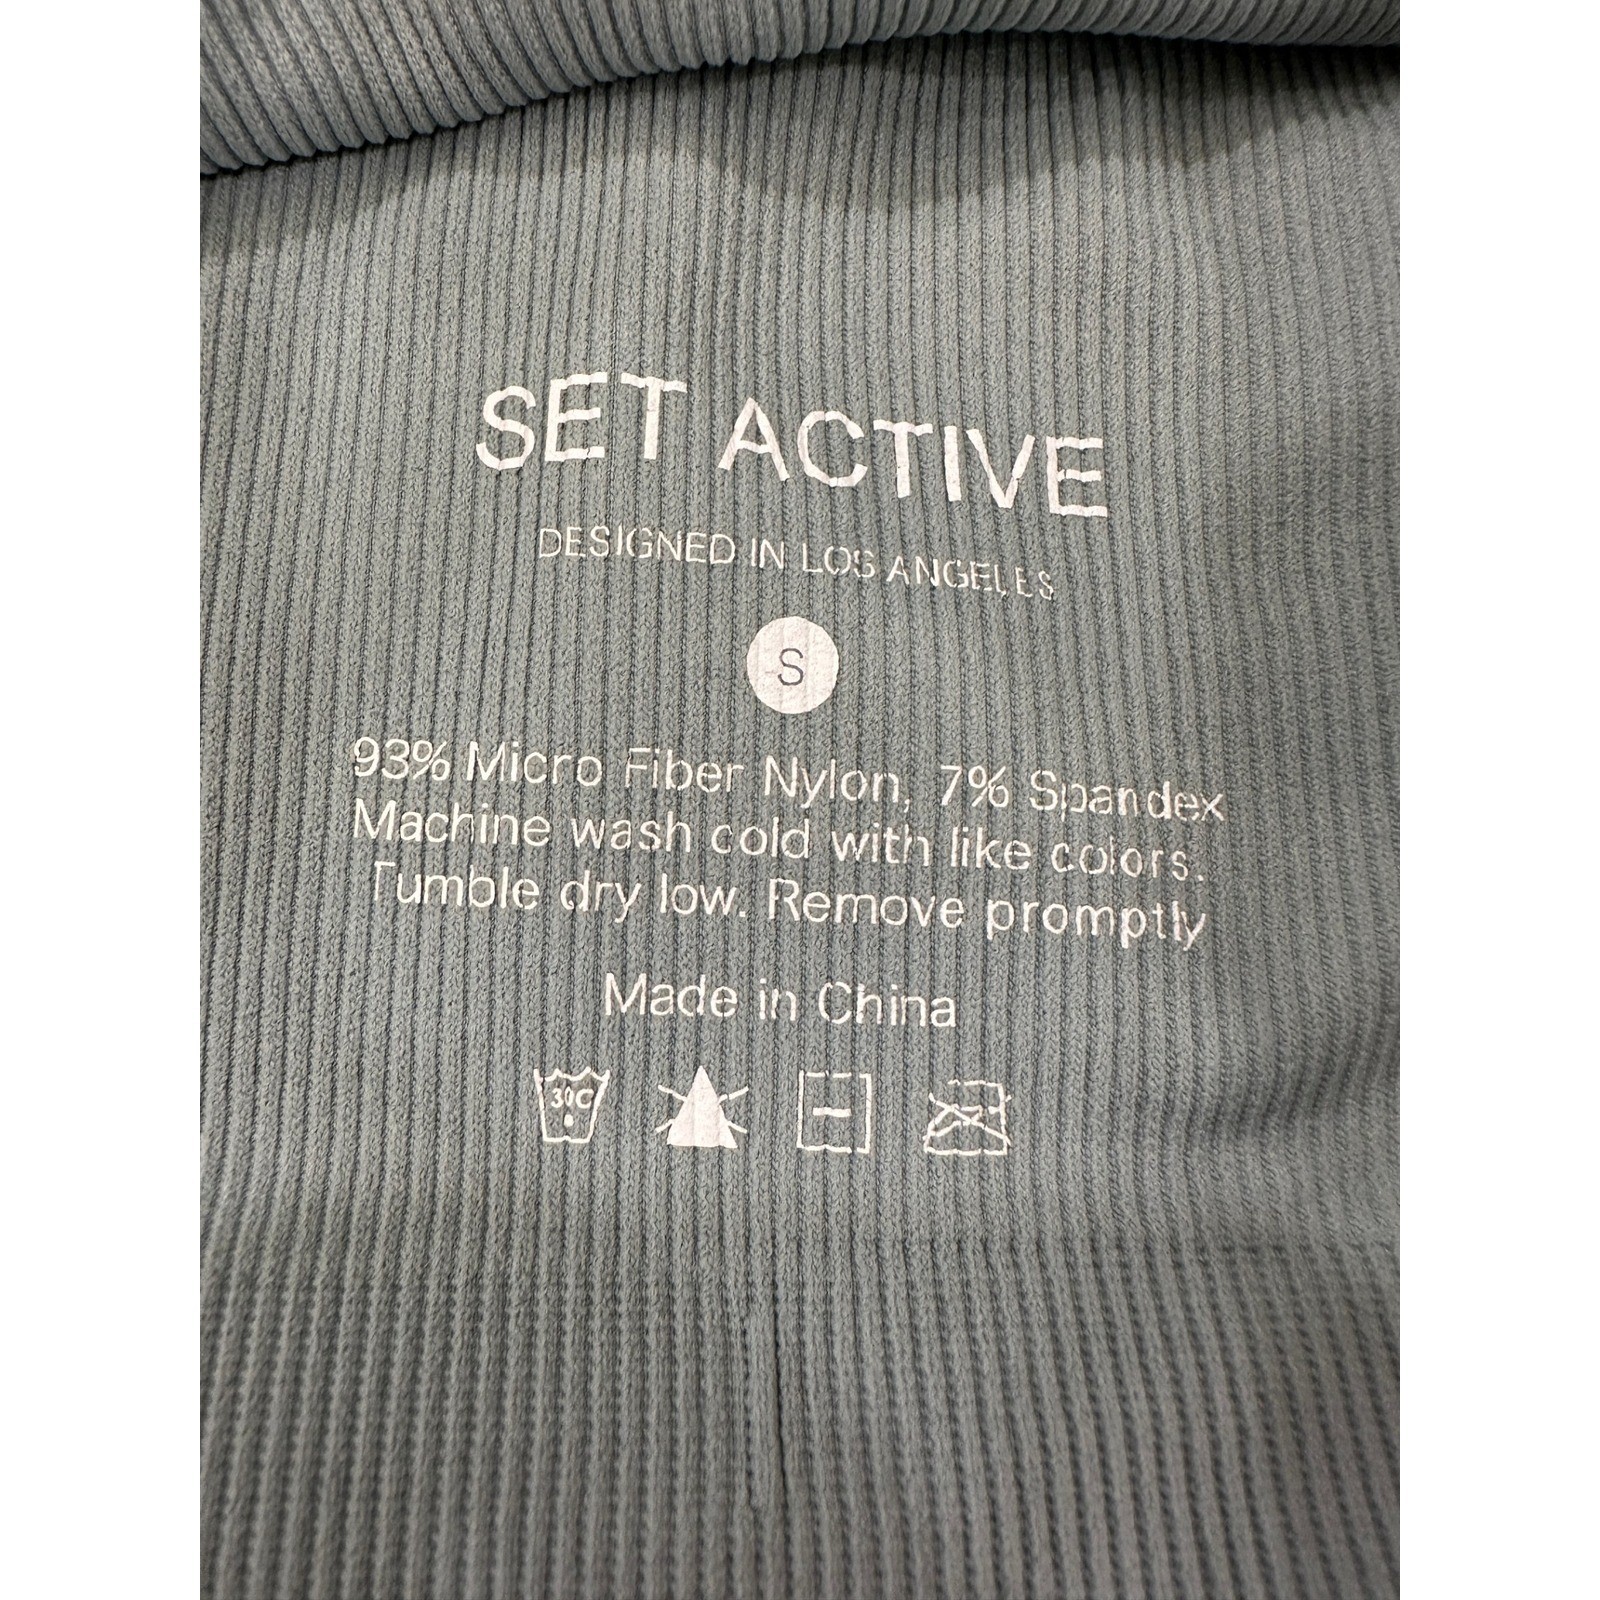 SET ACTIVE
DESIGNED IN LOS ANGELES
S
93% Micro Fiber Nylon, 7% Spandex
Machine wash cold with like colors.
Tumble dry low. Remove promptly
Made in China
30C